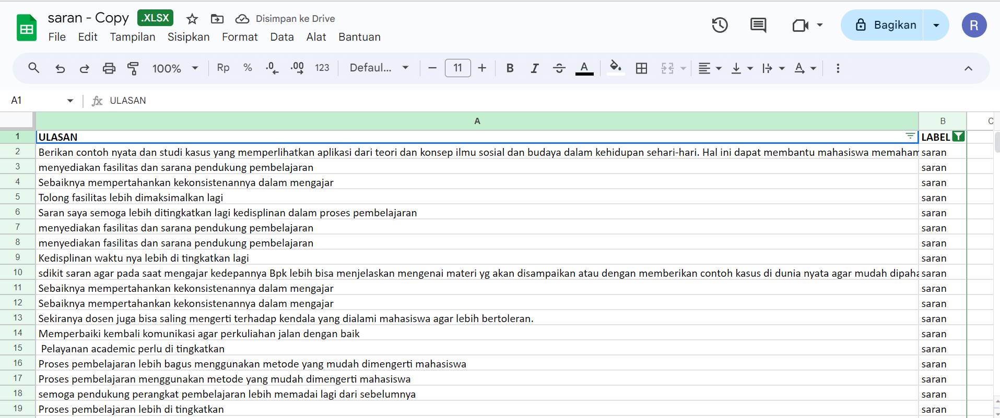 saran - Copy .XLSX Disimpan ke Drive
File Edit Tampilan Sisipkan Format Data Alat Bantuan
Bagikan
R
100% Rp % .0 .00 123 Defaul... 11 B I S A A
A1 fx ULASAN
A B C
1 ULASAN LABEL
2 Berikan contoh nyata dan studi kasus yang memperlihatkan aplikasi dari teori dan konsep ilmu sosial dan budaya dalam kehidupan sehari-hari. Hal ini dapat membantu mahasiswa memaham saran
3 menyediakan fasilitas dan sarana pendukung pembelajaran saran
4 Sebaiknya mempertahankan kekonsistenannya dalam mengajar saran
5 Tolong fasilitas lebih dimaksimalkan lagi saran
6 Saran saya semoga lebih ditingkatkan lagi kedisplinan dalam proses pembelajaran saran
7 menyediakan fasilitas dan sarana pendukung pembelajaran saran
8 menyediakan fasilitas dan sarana pendukung pembelajaran saran
9 Kedisplinan waktu nya lebih di tingkatkan lagi saran
10 sdikit saran agar pada saat mengajar kedepannya Bpk lebih bisa menjelaskan mengenai materi yg akan disampaikan atau dengan memberikan contoh kasus di dunia nyata agar mudah dipaha saran
11 Sebaiknya mempertahankan kekonsistenannya dalam mengajar saran
12 Sebaiknya mempertahankan kekonsistenannya dalam mengajar saran
13 Sekiranya dosen juga bisa saling mengerti terhadap kendala yang dialami mahasiswa agar lebih bertoleran. saran
14 Memperbaiki kembali komunikasi agar perkuliahan jalan dengan baik saran
15 Pelayanan academic perlu di tingkatkan saran
16 Proses pembelajaran lebih bagus menggunakan metode yang mudah dimengerti mahasiswa saran
17 Proses pembelajaran menggunakan metode yang mudah dimengerti mahasiswa saran
18 semoga pendukung perangkat pembelajaran lebih memadai lagi dari sebelumnya saran
19 Proses pembelajaran lebih di tingkatkan saran